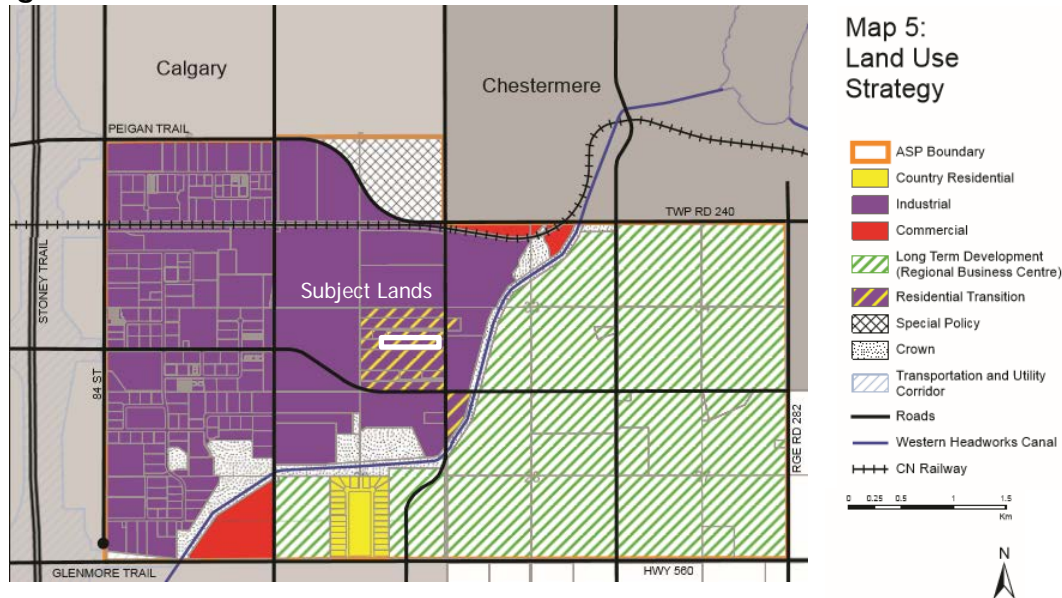 Calgary
Chestermere
PEIGAN TRAIL
TWP RD 240
STONEY TRAIL
Subject Lands
84 ST
RGE RD 282
GLENMORE TRAIL
HWY 560
Map 5:
Land Use
Strategy
ASP Boundary
Country Residential
Industrial
Commercial
Long Term Development
(Regional Business Centre)
Residential Transition
Special Policy
Crown
Transportation and Utility
Corridor
Roads
Western Headworks Canal
CN Railway
0 0.25 0.5 1 1.5
Km
N